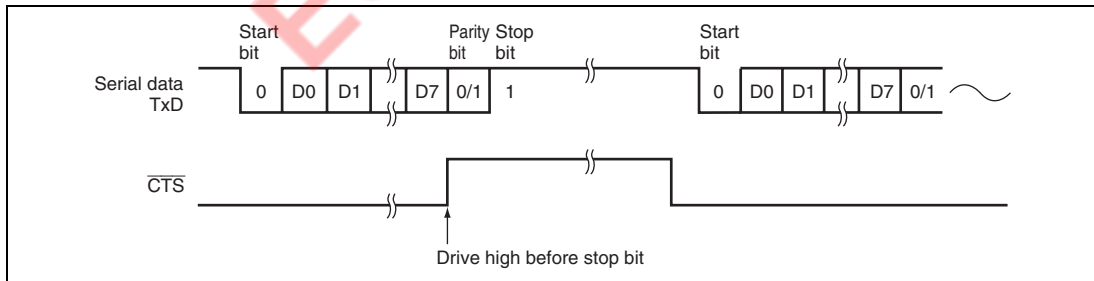 Start bit Parity bit Stop bit Start bit
Serial data TxD 0 D0 D1 D7 0/1 1 0 D0 D1 D7 0/1
CTS
Drive high before stop bit